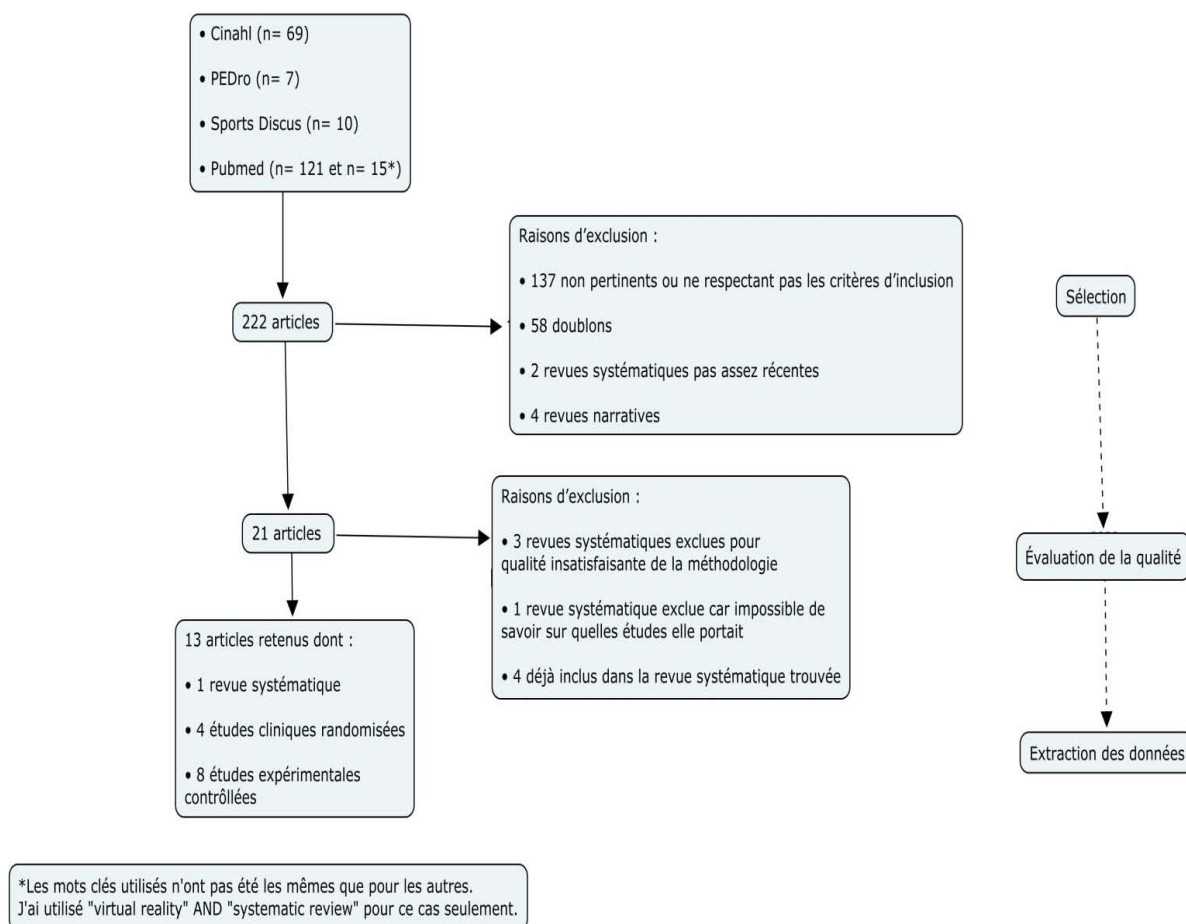 • Cinahl (n= 69)
• PEDro (n= 7)
• Sports Discus (n= 10)
• Pubmed (n= 121 et n= 15*)
222 articles
Raisons d'exclusion :
• 137 non pertinents ou ne respectant pas les critères d'inclusion
• 58 doublons
• 2 revues systématiques pas assez récentes
• 4 revues narratives
Sélection
21 articles
Raisons d'exclusion :
• 3 revues systématiques exclues pour
qualité insatisfaisante de la méthodologie
• 1 revue systématique exclue car impossible de
savoir sur quelles études elle portait
• 4 déjà inclus dans la revue systématique trouvée
Évaluation de la qualité
13 articles retenus dont :
• 1 revue systématique
• 4 études cliniques randomisées
• 8 études expérimentales
contrôllées
Extraction des données
*Les mots clés utilisés n'ont pas été les mêmes que pour les autres.
J'ai utilisé "virtual reality" AND "systematic review" pour ce cas seulement.